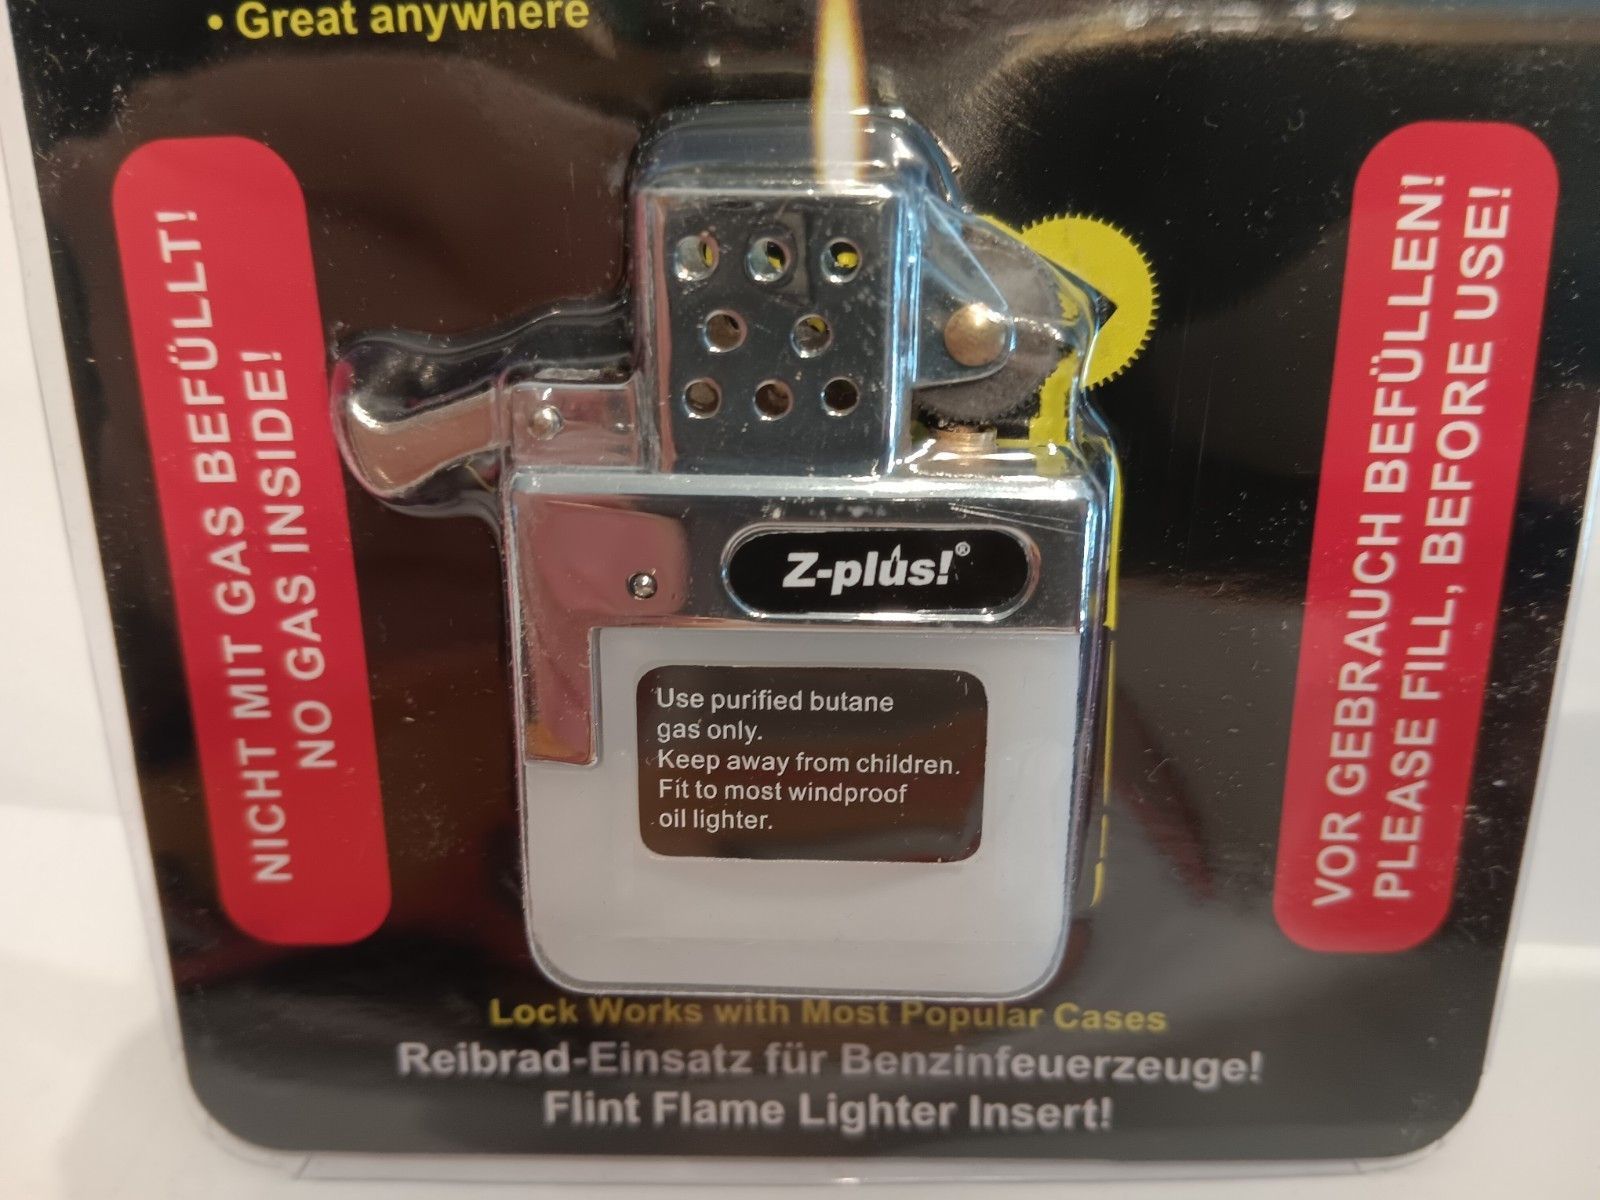 • Great anywhere
NICHT MIT GAS BEFÜLLT!
NO GAS INSIDE!
Z-plus!®
Use purified butane
gas only.
Keep away from children.
Fit to most windproof
oil lighter.
VOR GEBRAUCH BEFÜLLEN!
PLEASE FILL, BEFORE USE!
Lock Works with Most Popular Cases
Reibrad-Einsatz für Benzinfeuerzeuge!
Flint Flame Lighter Insert!